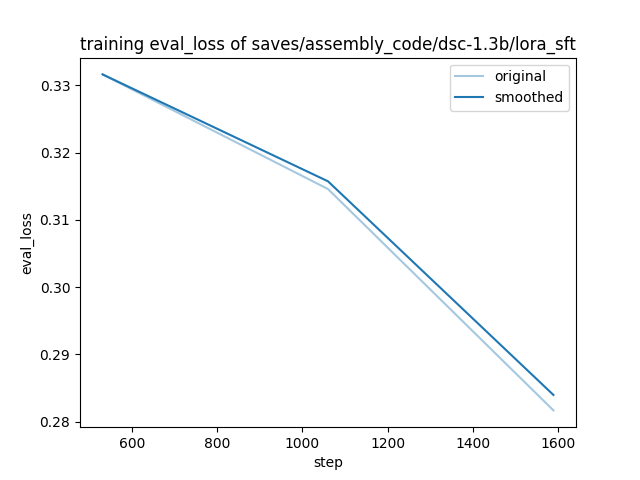 training eval_loss of saves/assembly_code/dsc-1.3b/lora_sft
original
smoothed
0.33
0.32
0.31
0.30
0.29
0.28
eval_loss
600
800
1000
1200
1400
1600
step